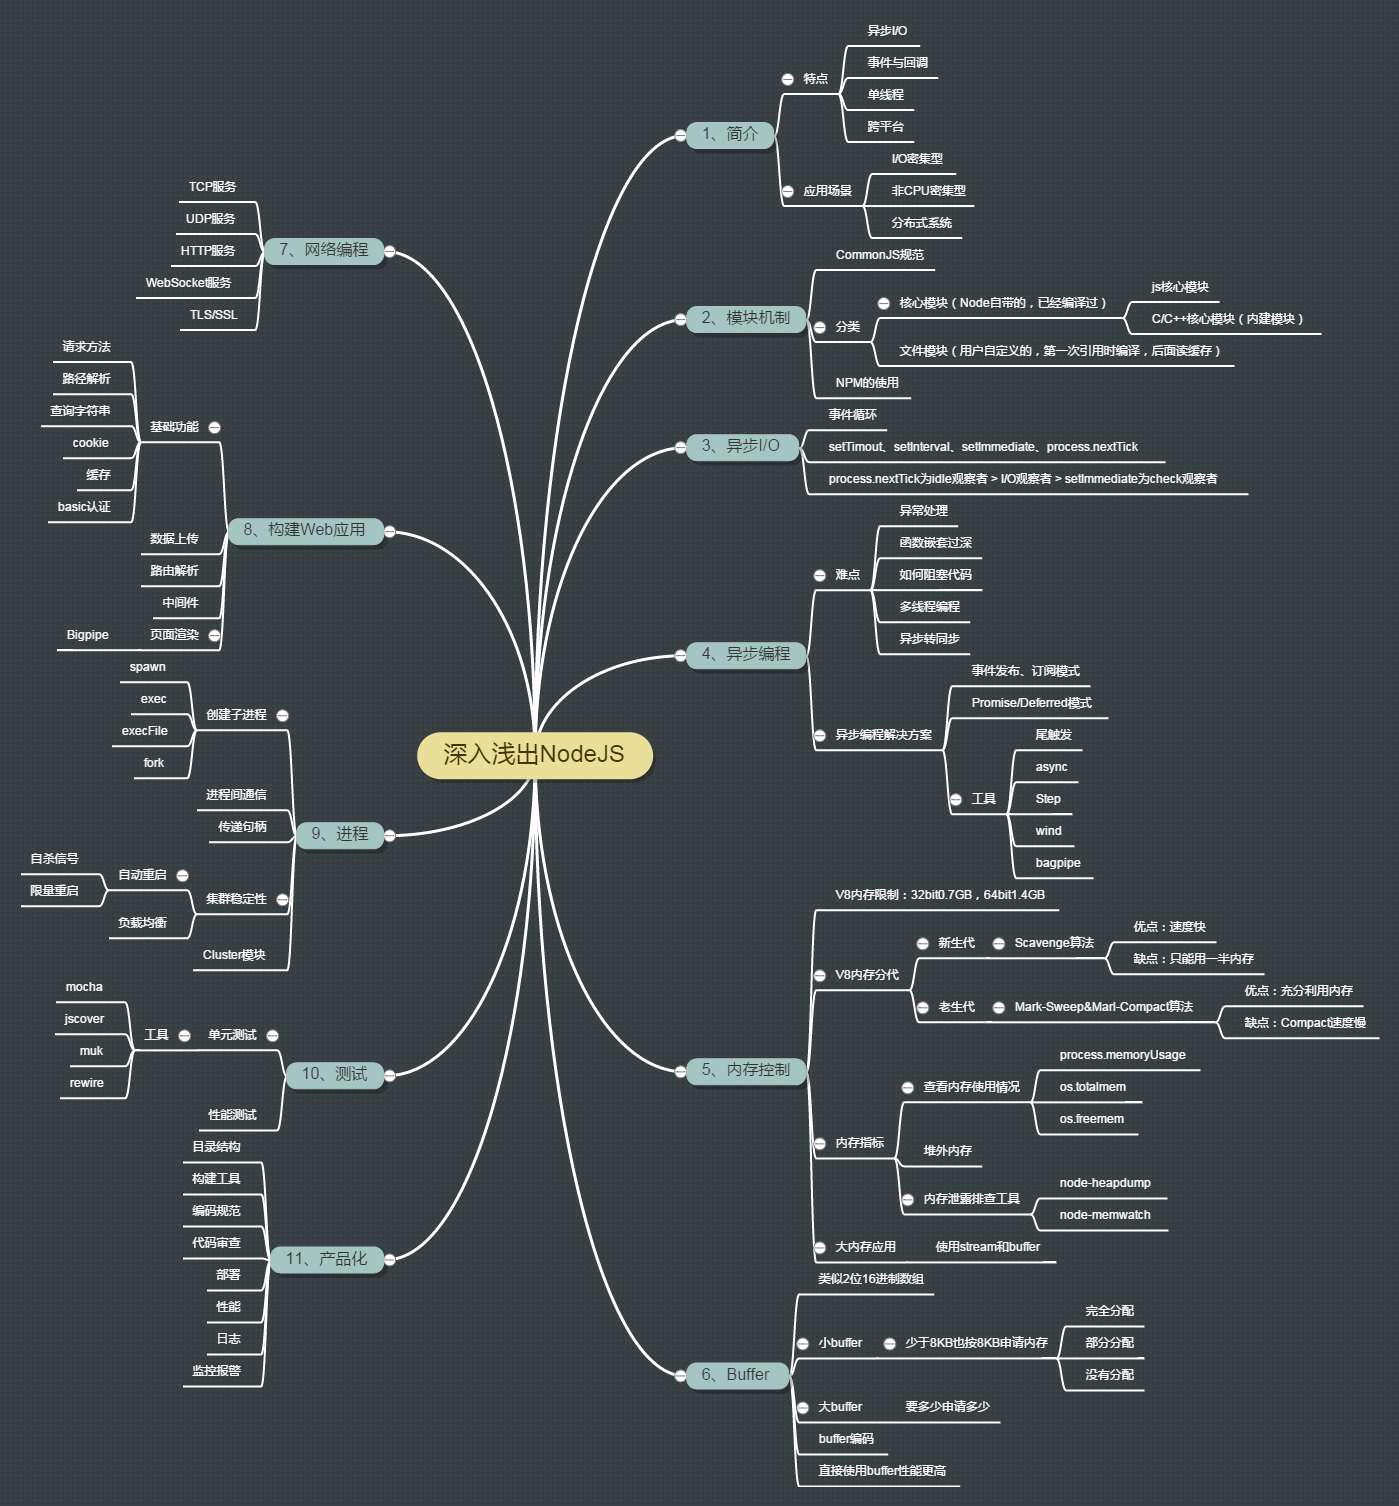 深入浅出NodeJS
1、简介
特点
异步I/O
事件与回调
单线程
跨平台
应用场景
I/O密集型
非CPU密集型
分布式系统
2、模块机制
CommonJS规范
分类
核心模块（Node自带的，已经编译过）
js核心模块
C/C++核心模块（内建模块）
文件模块（用户自定义的，第一次引用时编译，后面读缓存）
NPM的使用
3、异步I/O
事件循环
setTimout、setInterval、setImmediate、process.nextTick
process.nextTick为idle观察者 > I/O观察者 > setImmediate为check观察者
4、异步编程
难点
异常处理
函数嵌套过深
如何阻塞代码
多线程编程
异步转同步
异步编程解决方案
事件发布、订阅模式
Promise/Deferred模式
工具
尾触发
async
Step
wind
bagpipe
5、内存控制
V8内存限制：32bit0.7GB，64bit1.4GB
V8内存分代
新生代
Scavenge算法
优点：速度快
缺点：只能用一半内存
老生代
Mark-Sweep&Marl-Compact算法
优点：充分利用内存
缺点：Compact速度慢
内存指标
查看内存使用情况
process.memoryUsage
os.totalmem
os.freemem
堆外内存
内存泄露排查工具
node-heapdump
node-memwatch
大内存应用
使用stream和buffer
6、Buffer
类似2位16进制数组
小buffer
少于8KB也按8KB申请内存
完全分配
部分分配
没有分配
大buffer
要多少申请多少
buffer编码
直接使用buffer性能更高
7、网络编程
TCP服务
UDP服务
HTTP服务
WebSocket服务
TLS/SSL
8、构建Web应用
基础功能
请求方法
路径解析
查询字符串
cookie
缓存
basic认证
数据上传
路由解析
中间件
页面渲染
Bigpipe
9、进程
创建子进程
spawn
exec
execFile
fork
进程间通信
传递句柄
集群稳定性
自动重启
自杀信号
限量重启
负载均衡
Cluster模块
10、测试
单元测试
工具
mocha
jscover
muk
rewire
性能测试
11、产品化
目录结构
构建工具
编码规范
代码审查
部署
性能
日志
监控报警